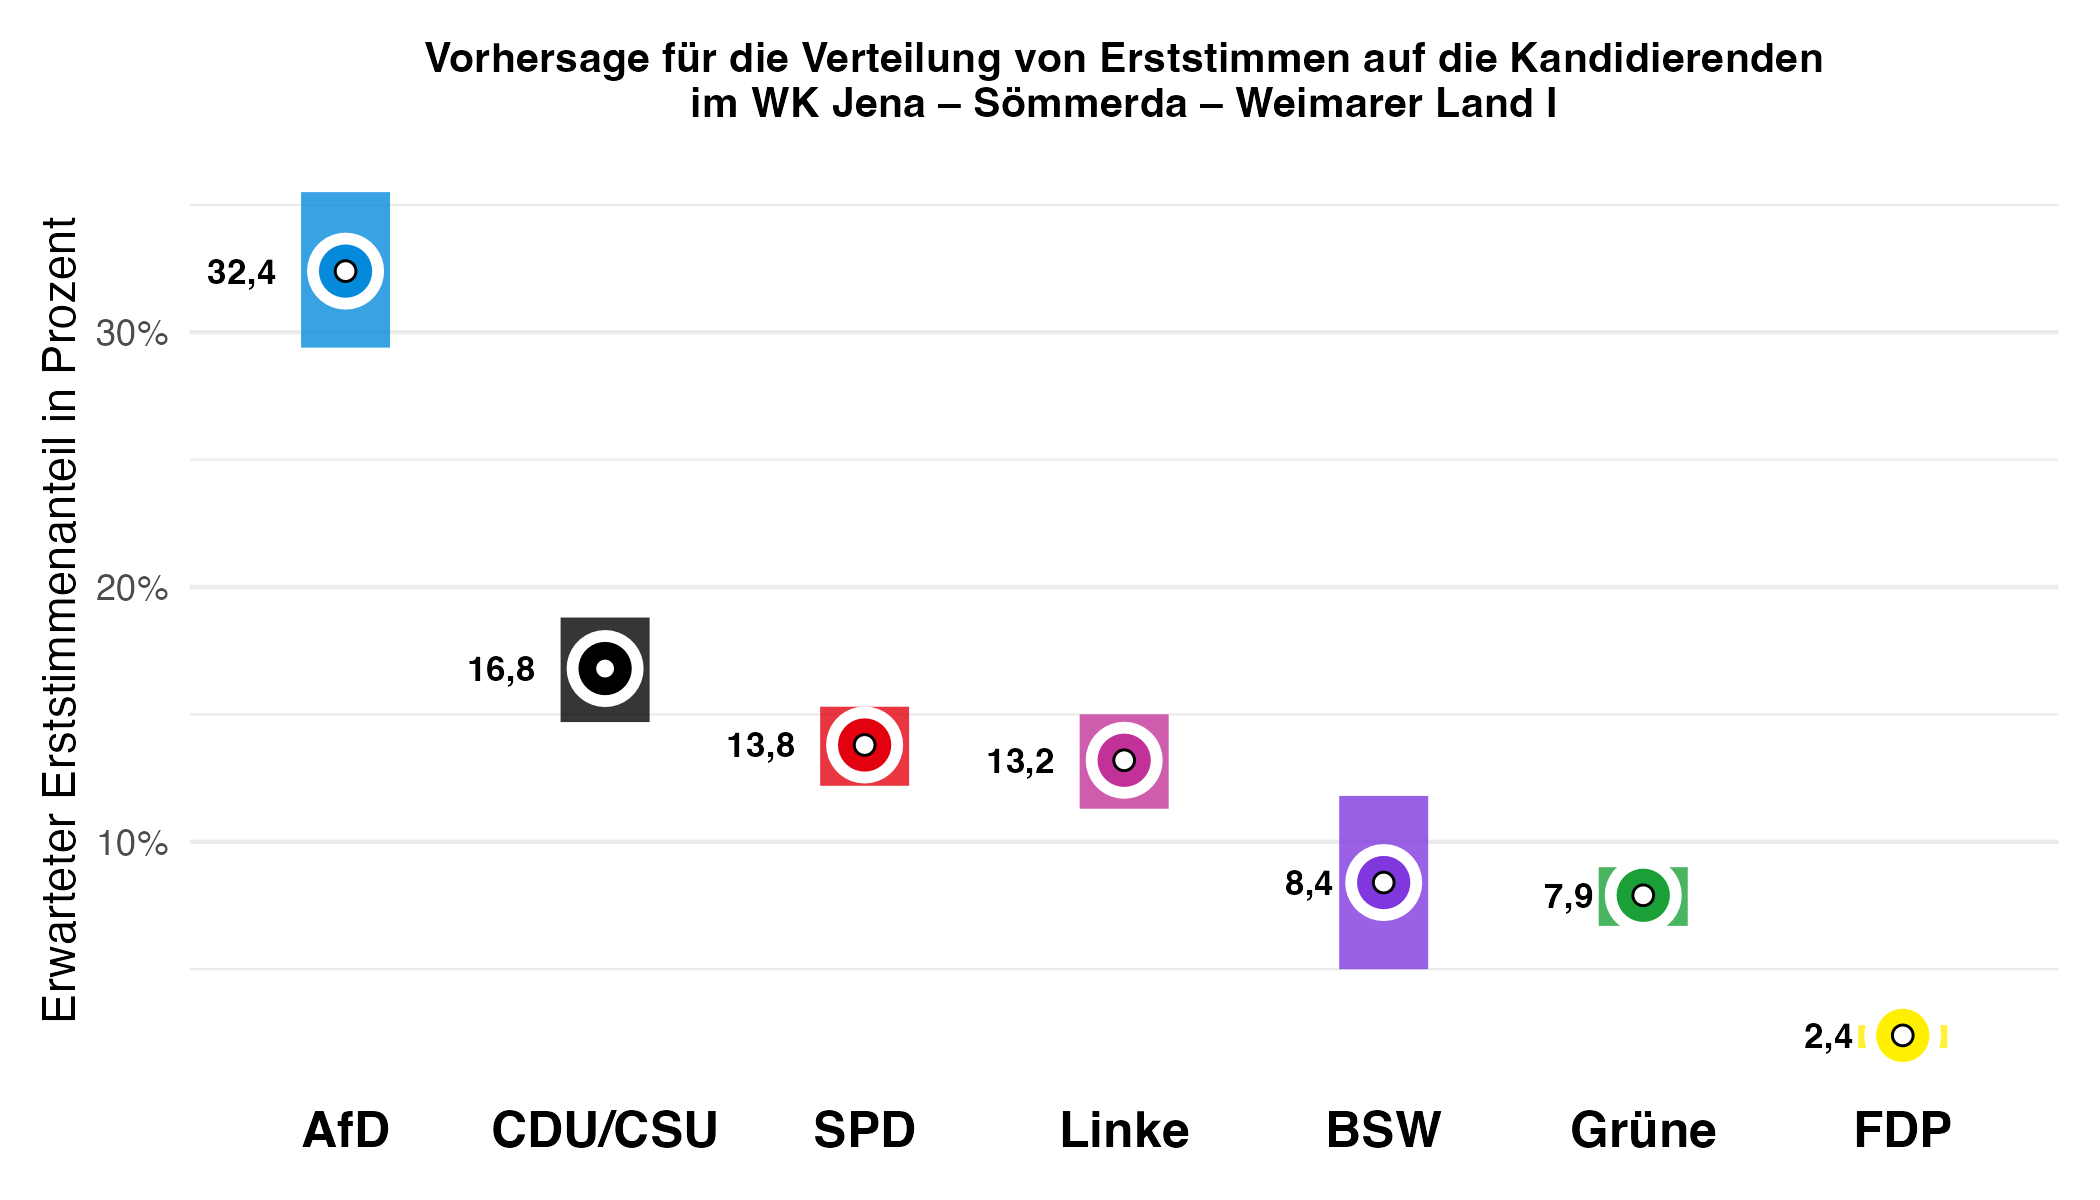 Vorhersage für die Verteilung von Erststimmen auf die Kandidierenden
im WK Jena – Sömmerda – Weimarer Land I
Erwarteter Erststimmenanteil in Prozent
30%
20%
10%
32,4
16,8
13,8
13,2
8,4
7,9
2,4
AfD
CDU/CSU
SPD
Linke
BSW
Grüne
FDP